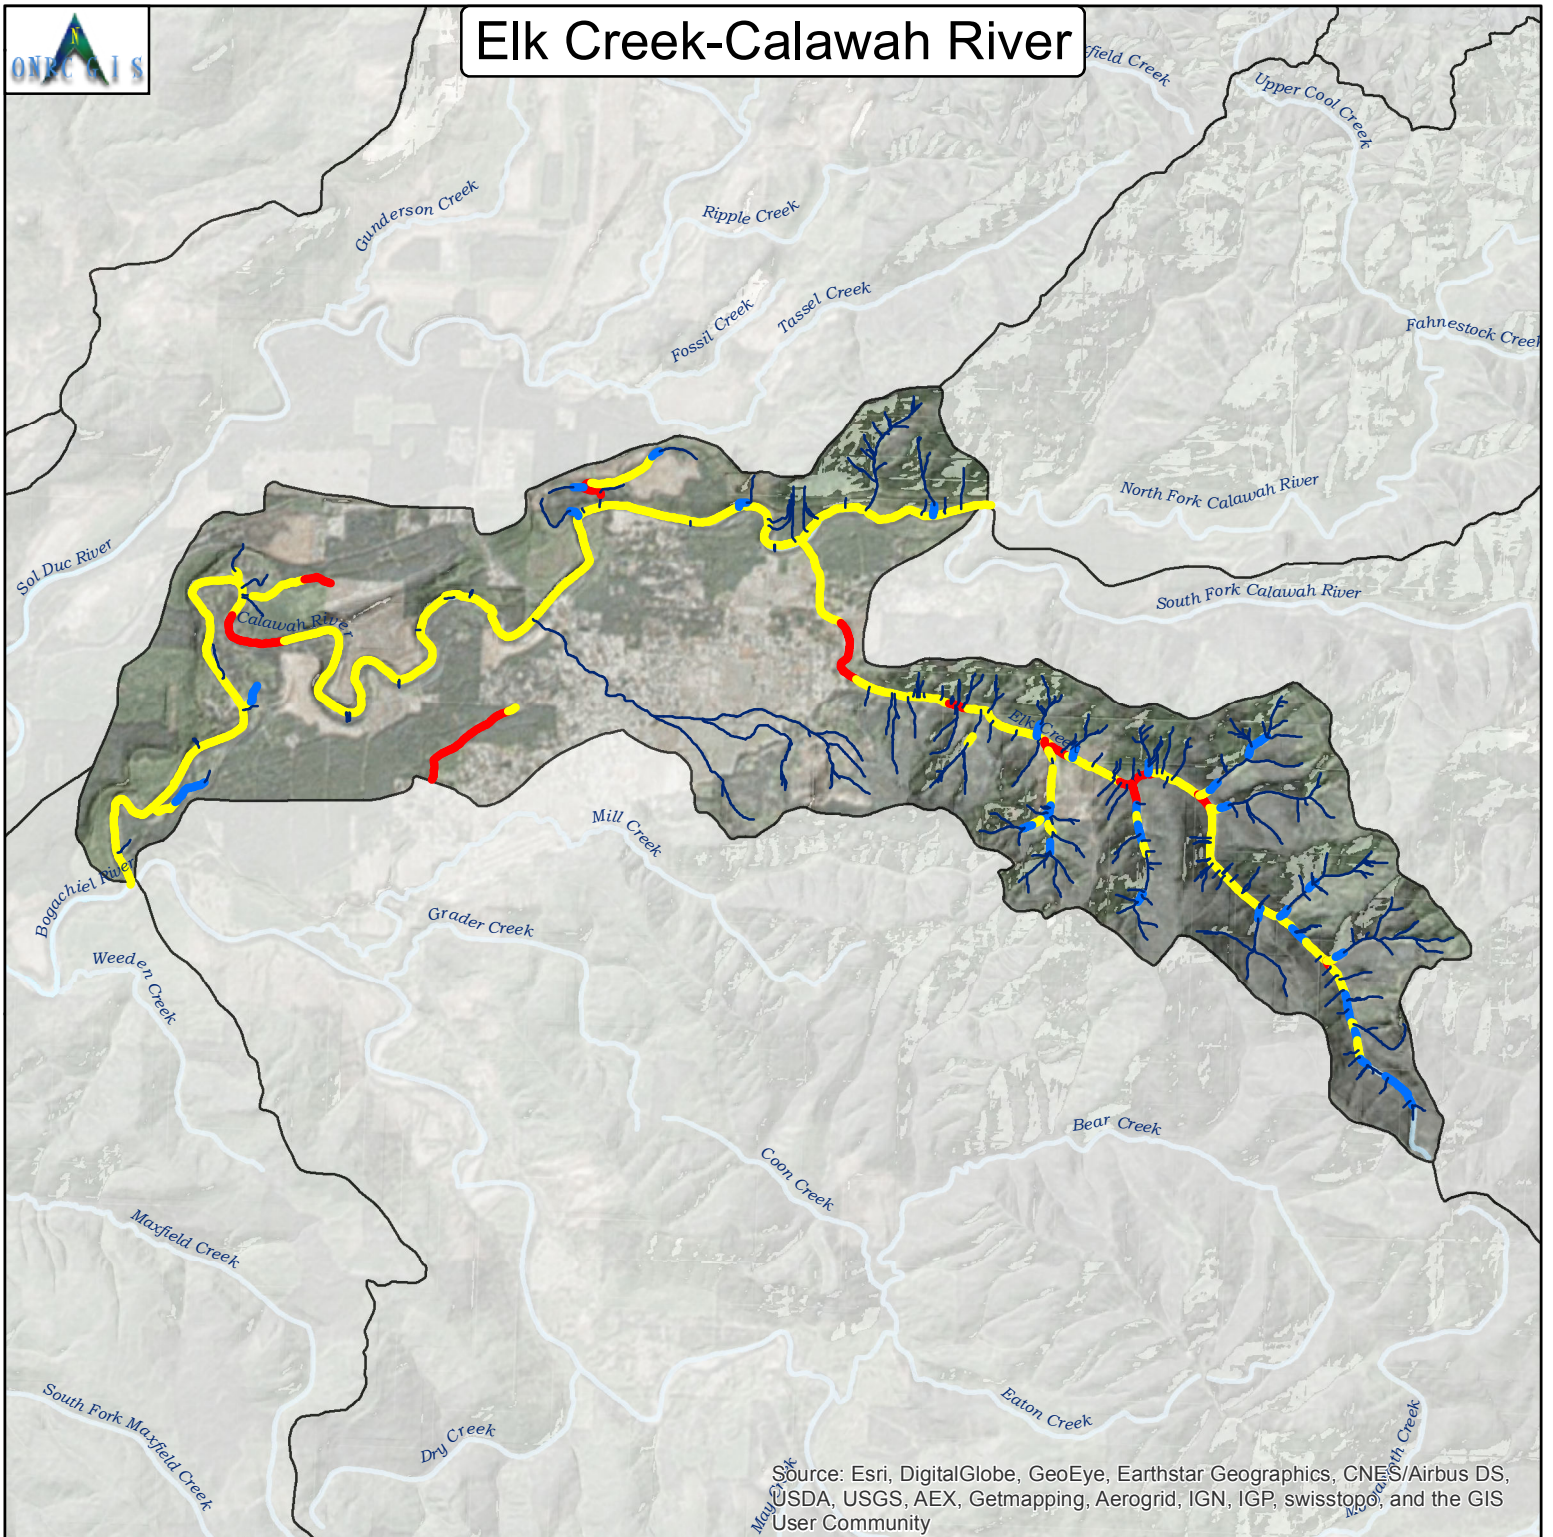 N
ONRC GIS
Elk Creek-Calawah River
field Creek
Upper Cool Creek
Gunderson Creek
Ripple Creek
Tassel Creek
Fossil Creek
Fahnestock Creek
North Fork Calawah River
Sol Duc River
South Fork Calawah River
Calawah River
Elk Creek
Mill Creek
Bogachiel River
Grader Creek
Weeden Creek
Bear Creek
Coon Creek
Maxfield Creek
South Fork Maxfield Creek
Eaton Creek
Dry Creek
May Creek
Creek
Source: Esri, DigitalGlobe, GeoEye, Earthstar Geographics, CNES/Airbus DS,
USDA, USGS, AEX, Getmapping, Aerogrid, IGN, IGP, swisstopo, and the GIS
User Community